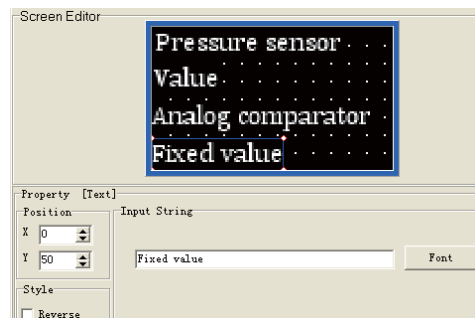 Screen Editor
Pressure sensor
Value
Analog comparator
Fixed value
Property [Text]
Position
Input String
X 0
Y 50
Fixed value
Font
Style
Reverse